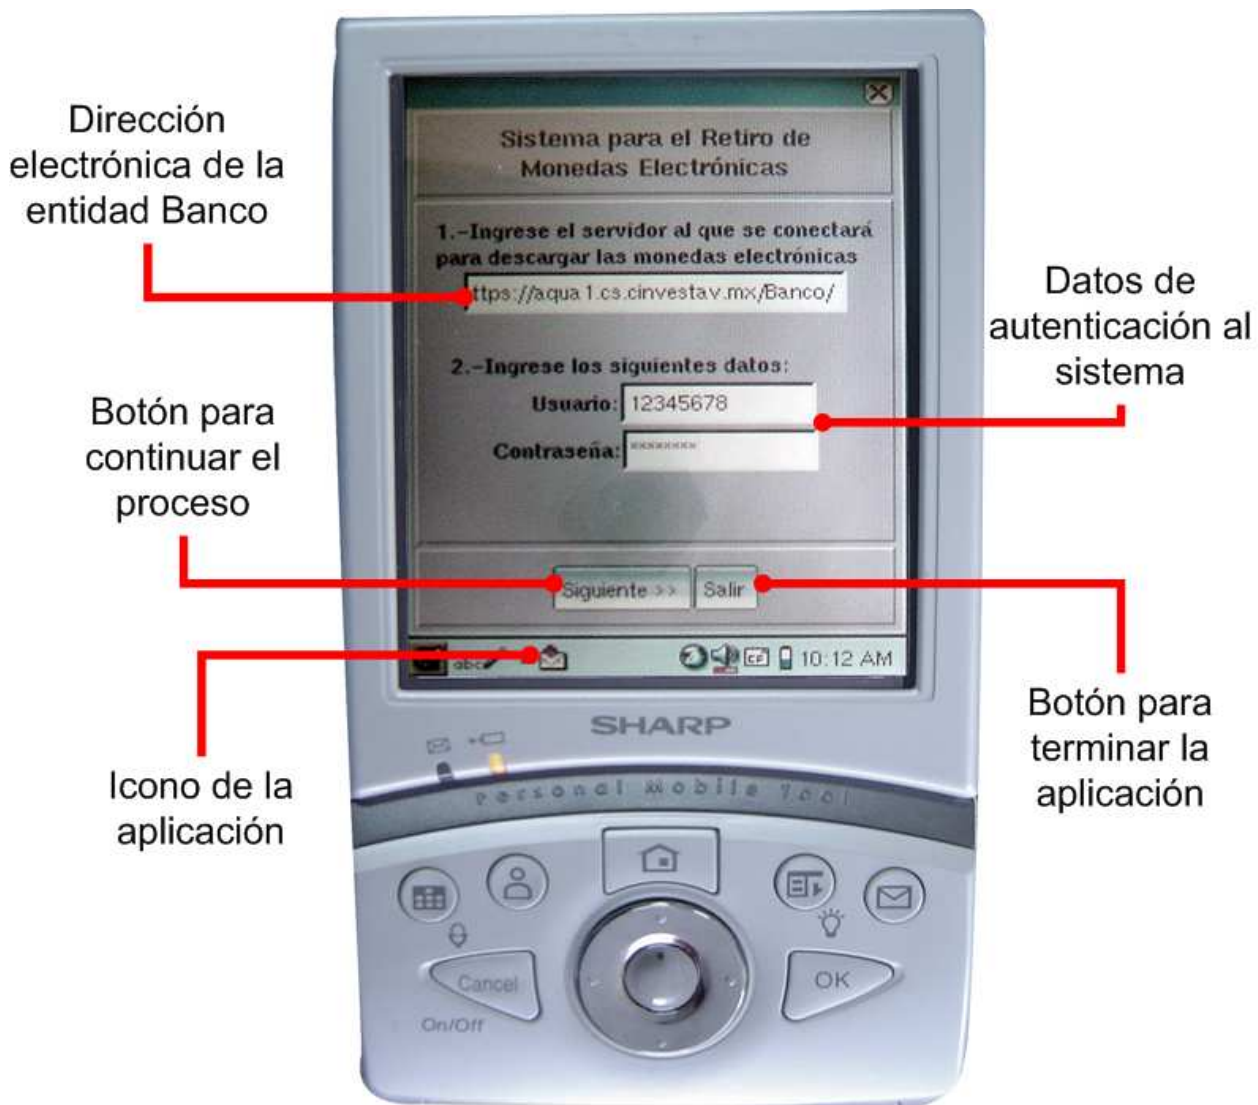 Dirección
electrónica de la
entidad Banco
Sistema para el Retiro de
Monedas Electrónicas
1.-Ingrese el servidor al que se conectará
para descargar las monedas electrónicas
ttps://aqua1.cs.cinvestav.mx/Banco/
Datos de
autenticación al
sistema
2.-Ingrese los siguientes datos:
Usuario: 12345678
Contraseña: ********
Botón para
continuar el
proceso
Siguiente >> Salir
abc
10:12 AM
Icono de la
aplicación
Botón para
terminar la
aplicación
SHARP
Personal Mobile Tool
Cancel
OK
On/Off